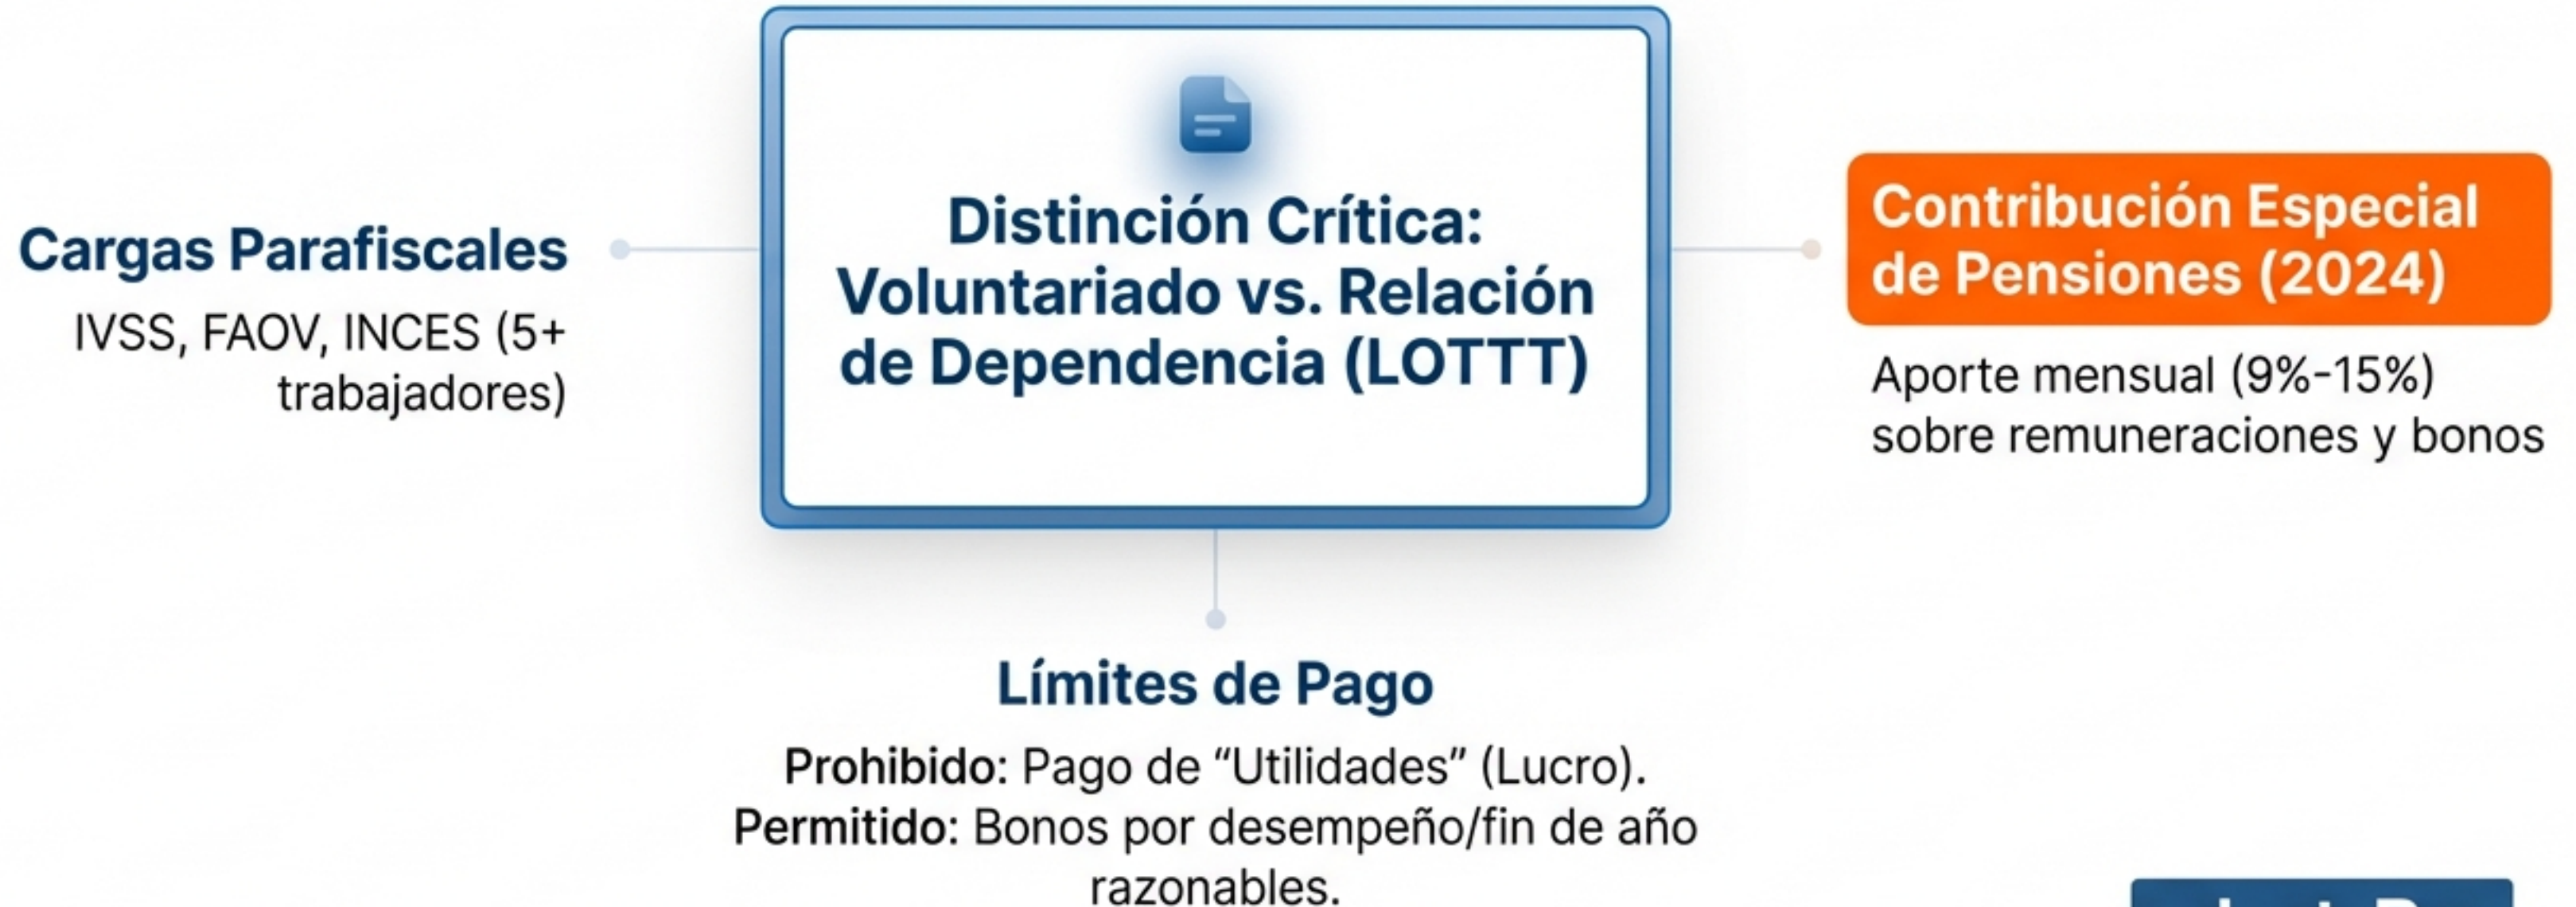 Distinción Crítica:
Voluntariado vs. Relación
de Dependencia (LOTTT)
Cargas Parafiscales
IVSS, FAOV, INCES (5+
trabajadores)
Contribución Especial
de Pensiones (2024)
Aporte mensual (9%-15%)
sobre remuneraciones y bonos
Límites de Pago
Prohibido: Pago de “Utilidades” (Lucro).
Permitido: Bonos por desempeño/fin de año
razonables.